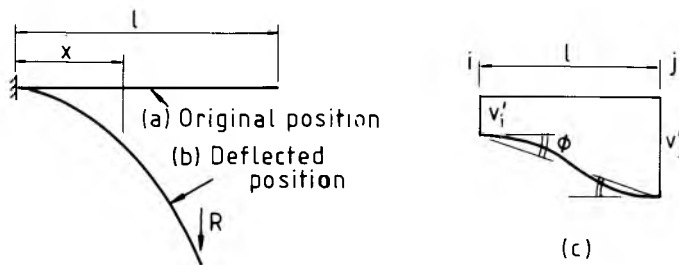 l
x
(a) Original position
(b) Deflected
position
R
i
l
j
v'i
ϕ
v'j
(c)